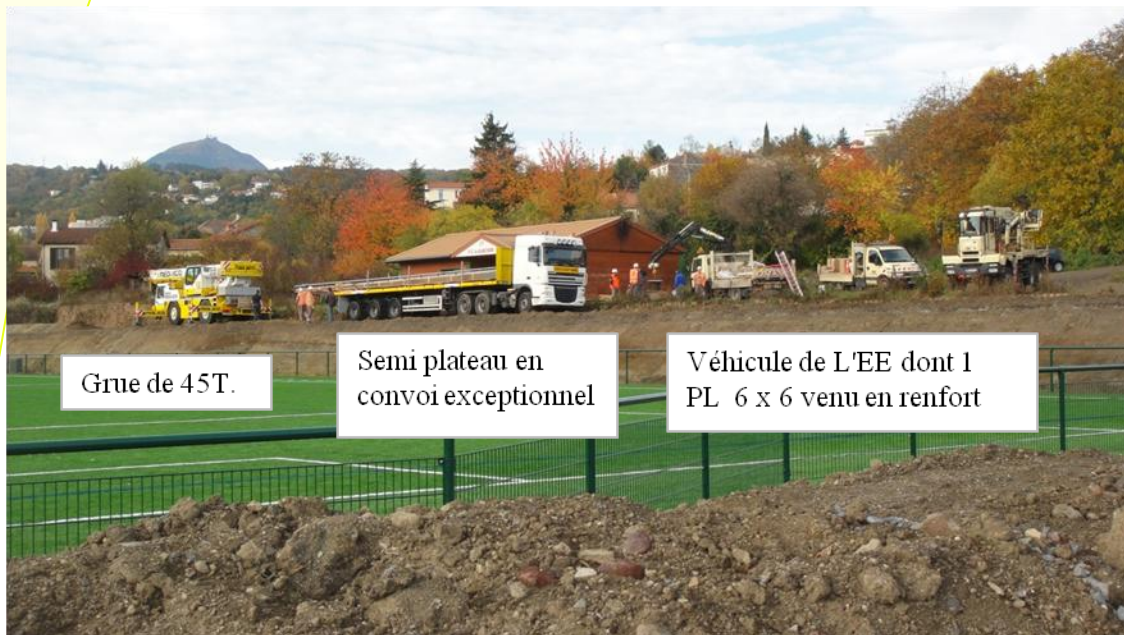 Grue de 45T.
Semi plateau en
convoi exceptionnel
Véhicule de L'EE dont 1
PL 6 x 6 venu en renfort